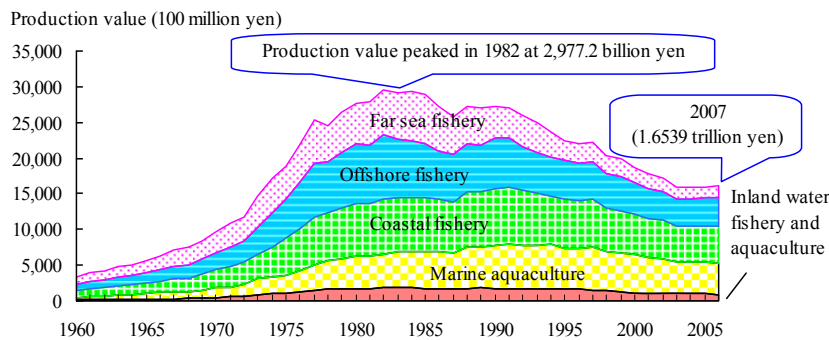 Production value (100 million yen)
35,000
30,000
25,000
20,000
15,000
10,000
5,000
0
Production value peaked in 1982 at 2,977.2 billion yen
2007
(1.6539 trillion yen)
Far sea fishery
Offshore fishery
Coastal fishery
Marine aquaculture
Inland water
fishery and
aquaculture
1960 1965 1970 1975 1980 1985 1990 1995 2000 2005